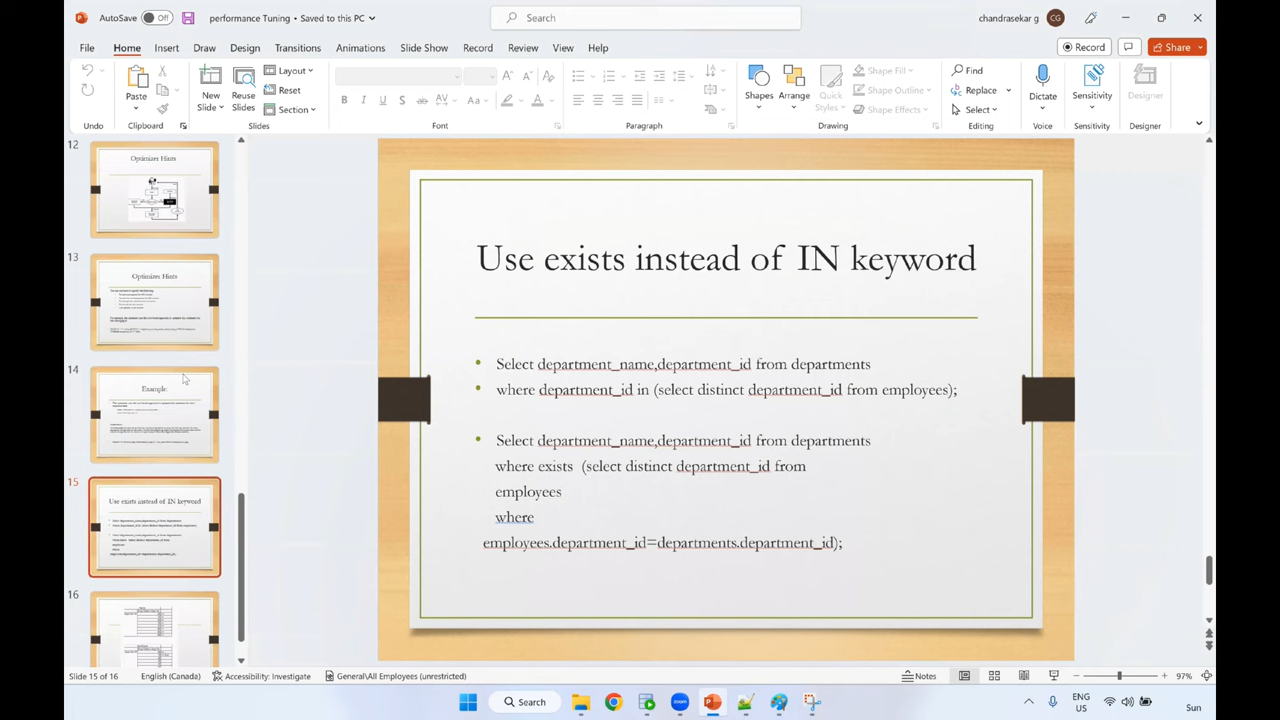 AutoSave Off performance Tuning • Saved to this PC Search chandrasekar g CG
File Home Insert Draw Design Transitions Animations Slide Show Record Review View Help Record Share
Paste New Slide Reuse Slides Layout Reset Section Shapes Arrange Quick Styles Shape Fill Shape Outline Shape Effects Find Replace Select Dictate Sensitivity Designer
Undo Clipboard Slides Font Paragraph Drawing Editing Voice Sensitivity Designer
12
Optimizer Hints
13
Optimizer Hints
14
Example
15
Use exists instead of IN keyword
16
Use exists instead of IN keyword
• Select department_name,department_id from departments
• where department_id in (select distinct department_id from employees);
• Select department_name,department_id from departments
where exists (select distinct department_id from
employees
where
employees.department_id=departments.department_id);
Slide 15 of 16 English (Canada) Accessibility: Investigate General\All Employees (unrestricted) Notes 97%
Search ENG
US Sun